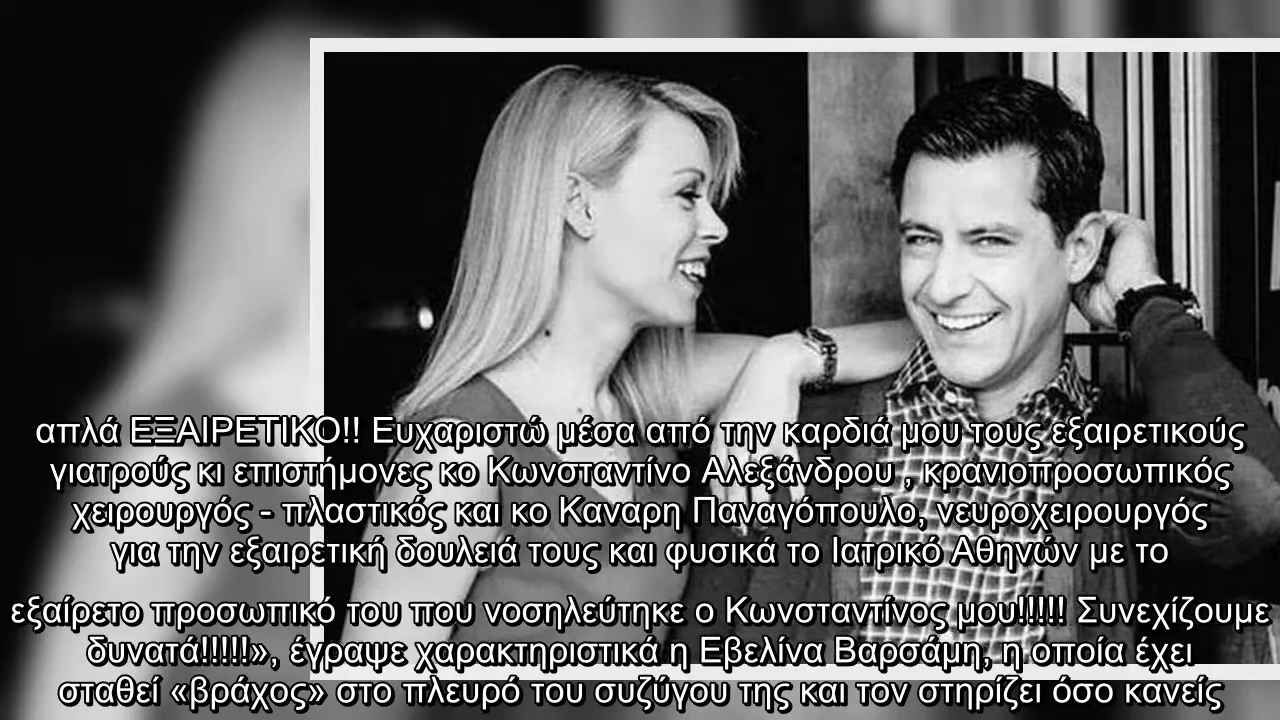 απλά ΕΞΑΙΡΕΤΙΚΟ!! Ευχαριστώ μέσα από την καρδιά μου τους εξαιρετικούς
γιατρούς κι επιστήμονες κο Κωνσταντίνο Αλεξάνδρου , κρανιοπροσωπικός
χειρουργός - πλαστικός και κο Καναρη Παναγόπουλο, νευροχειρουργός
για την εξαιρετική δουλειά τους και φυσικά το Ιατρικό Αθηνών με το
εξαίρετο προσωπικό του που νοσηλεύτηκε ο Κωνσταντίνος μου!!!!! Συνεχίζουμε
δυνατά!!!!!», έγραψε χαρακτηριστικά η Εβελίνα Βαρσάμη, η οποία έχει
σταθεί «βράχος» στο πλευρό του συζύγου της και τον στηρίζει όσο κανείς